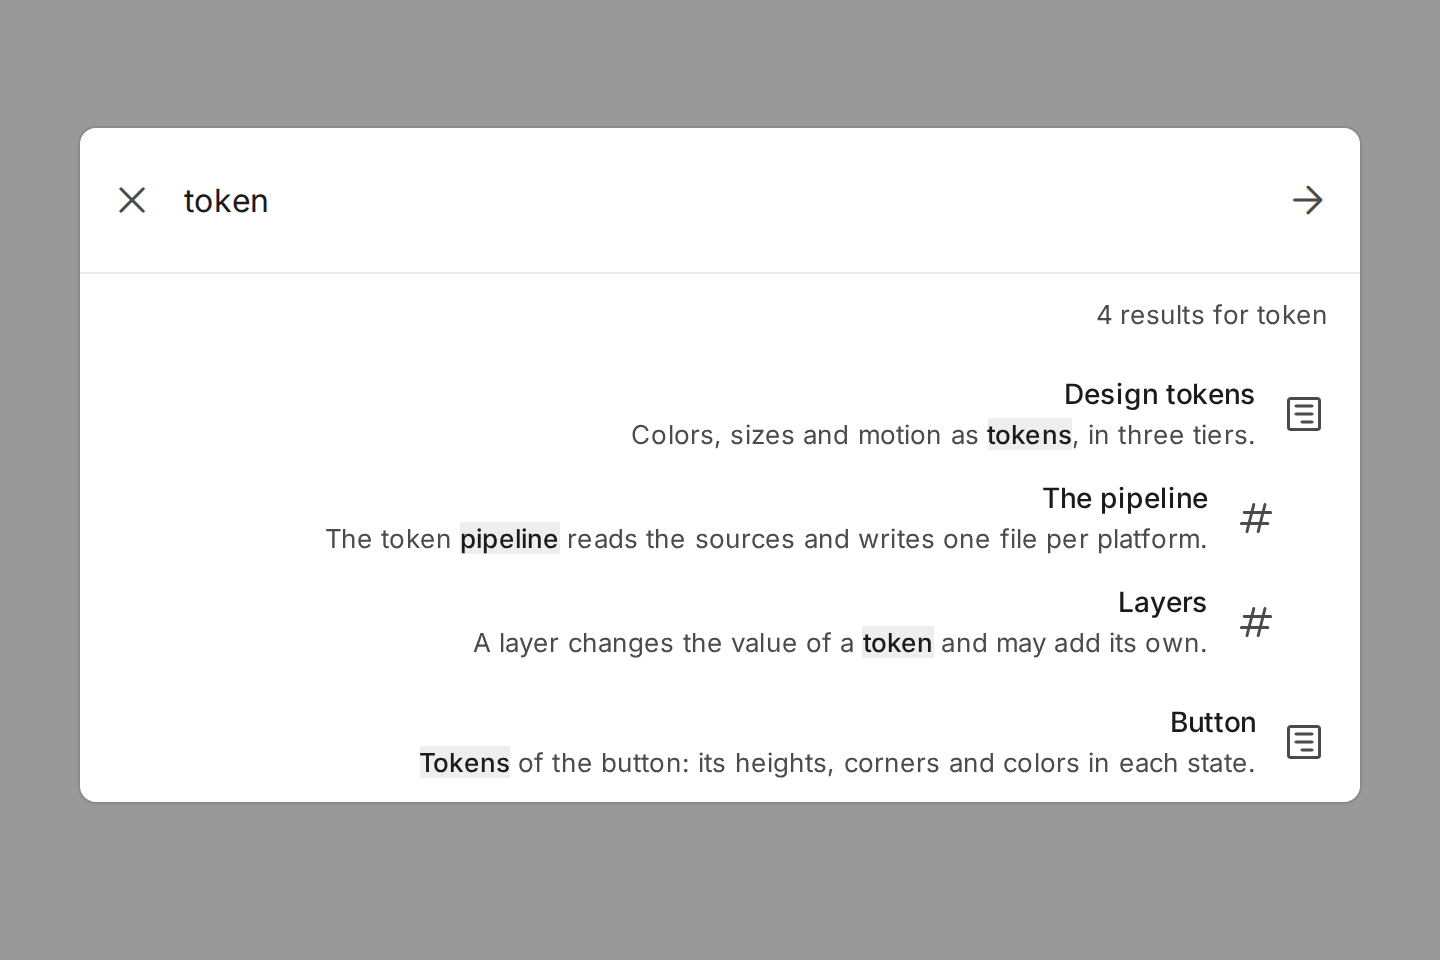 token
4 results for token
Design tokens
Colors, sizes and motion as tokens, in three tiers.
The pipeline
The token pipeline reads the sources and writes one file per platform.
Layers
A layer changes the value of a token and may add its own.
Button
Tokens of the button: its heights, corners and colors in each state.